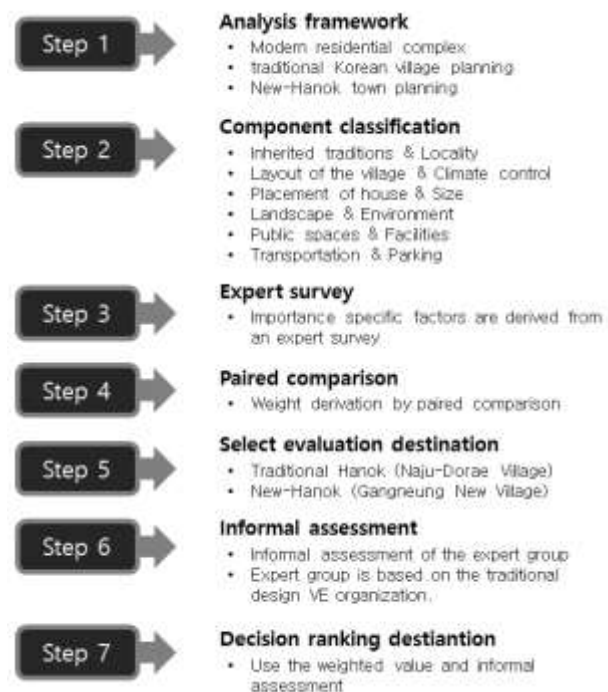 Step 1
Analysis framework
• Modern residential complex
• traditional Korean village planning
• New-Hanok town planning
Step 2
Component classification
• Inherited traditions & Locality
• Layout of the village & Climate control
• Placement of house & Size
• Landscape & Environment
• Public spaces & Facilities
• Transportation & Parking
Step 3
Expert survey
• Importance specific factors are derived from
an expert survey
Step 4
Paired comparison
• Weight derivation by paired comparison
Step 5
Select evaluation destination
• Traditional Hanok (Naju-Dorae Village)
• New-Hanok (Gangneung New Village)
Step 6
Informal assessment
• Informal assessment of the expert group
• Expert group is based on the traditional
design VE organization.
Step 7
Decision ranking destiantion
• Use the weighted value and informal
assessment